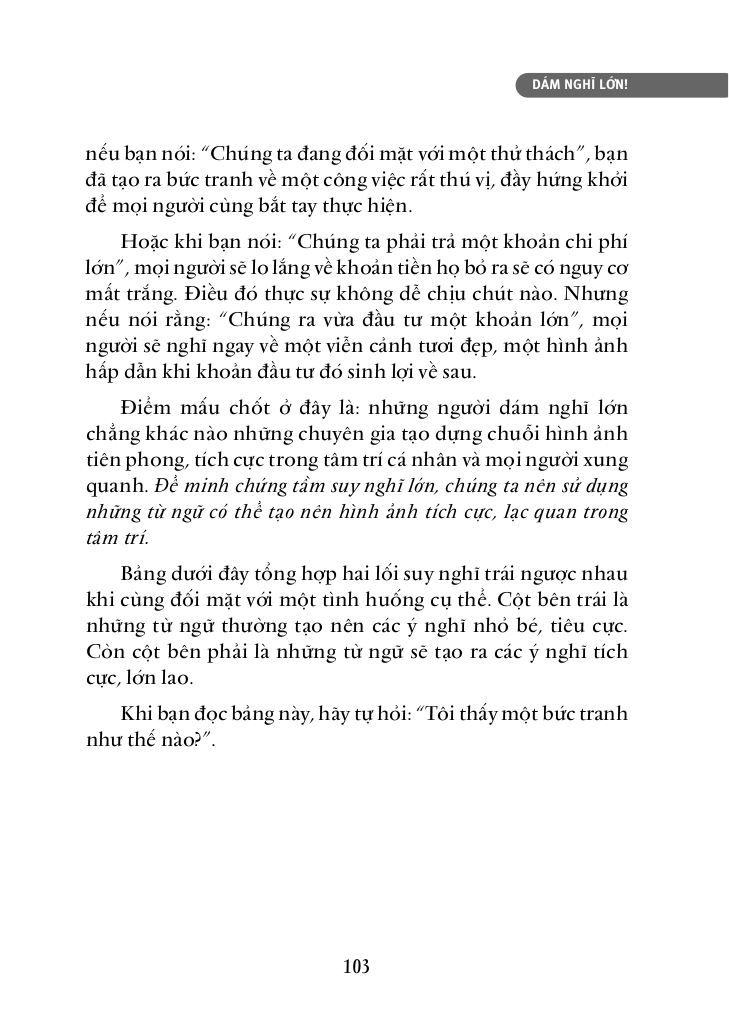 DÁM NGHĨ LỚN!
nếu bạn nói: “Chúng ta đang đối mặt với một thử thách”, bạn
đã tạo ra bức tranh về một công việc rất thú vị, đầy hứng khởi
để mọi người cùng bắt tay thực hiện.
Hoặc khi bạn nói: “Chúng ta phải trả một khoản chi phí
lớn”, mọi người sẽ lo lắng về khoản tiền họ bỏ ra sẽ có nguy cơ
mất trắng. Điều đó thực sự không dễ chịu chút nào. Nhưng
nếu nói rằng: “Chúng ra vừa đầu tư một khoản lớn”, mọi
người sẽ nghĩ ngay về một viễn cảnh tươi đẹp, một hình ảnh
hấp dẫn khi khoản đầu tư đó sinh lợi về sau.
Điểm mấu chốt ở đây là: những người dám nghĩ lớn
chẳng khác nào những chuyên gia tạo dựng chuỗi hình ảnh
tiên phong, tích cực trong tâm trí cá nhân và mọi người xung
quanh. Để minh chứng tầm suy nghĩ lớn, chúng ta nên sử dụng
những từ ngữ có thể tạo nên hình ảnh tích cực, lạc quan trong
tâm trí.
Bảng dưới đây tổng hợp hai lối suy nghĩ trái ngược nhau
khi cùng đối mặt với một tình huống cụ thể. Cột bên trái là
những từ ngữ thường tạo nên các ý nghĩ nhỏ bé, tiêu cực.
Còn cột bên phải là những từ ngữ sẽ tạo ra các ý nghĩ tích
cực, lớn lao.
Khi bạn đọc bảng này, hãy tự hỏi: “Tôi thấy một bức tranh
như thế nào?”.
103